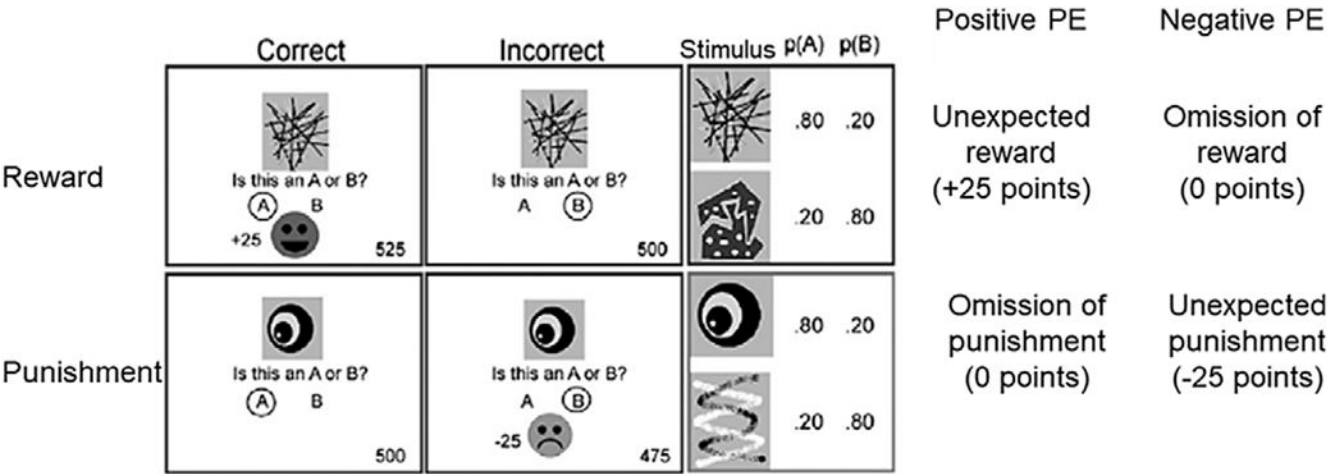 Positive PE Negative PE
Correct Incorrect Stimulus p(A) p(B)
Reward
Is this an A or B?
A B
+25
525
Is this an A or B?
A B
500
.80 .20
.20 .80
Unexpected
reward
(+25 points)
Omission of
reward
(0 points)
Punishment
Is this an A or B?
A B
500
Is this an A or B?
A B
-25
475
.80 .20
.20 .80
Omission of
punishment
(0 points)
Unexpected
punishment
(-25 points)